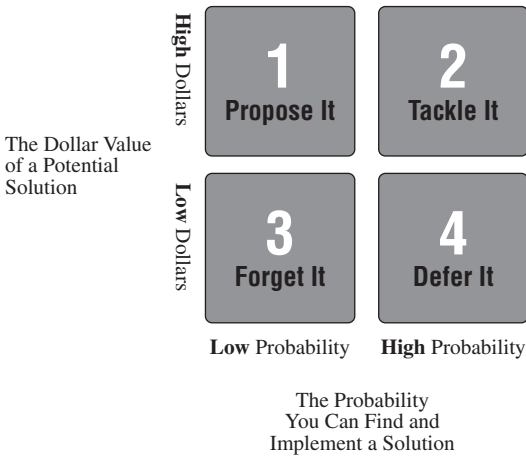 High Dollars
1
Propose It
2
Tackle It
The Dollar Value
of a Potential
Solution
Low Dollars
3
Forget It
4
Defer It
Low Probability
High Probability
The Probability
You Can Find and
Implement a Solution